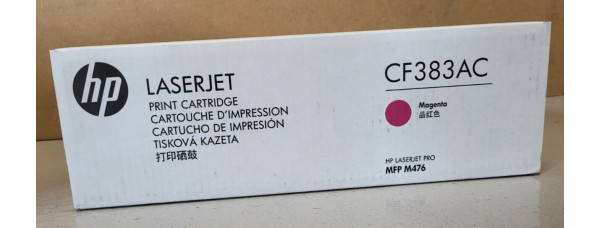 hp
LASERJET
PRINT CARTRIDGE
CARTOUCHE D'IMPRESSION
CARTUCHO DE IMPRESIÓN
TISKOVÁ KAZETA
打印硒鼓
CF383AC
Magenta
品紅色
HP LASERJET PRO
MFP M476